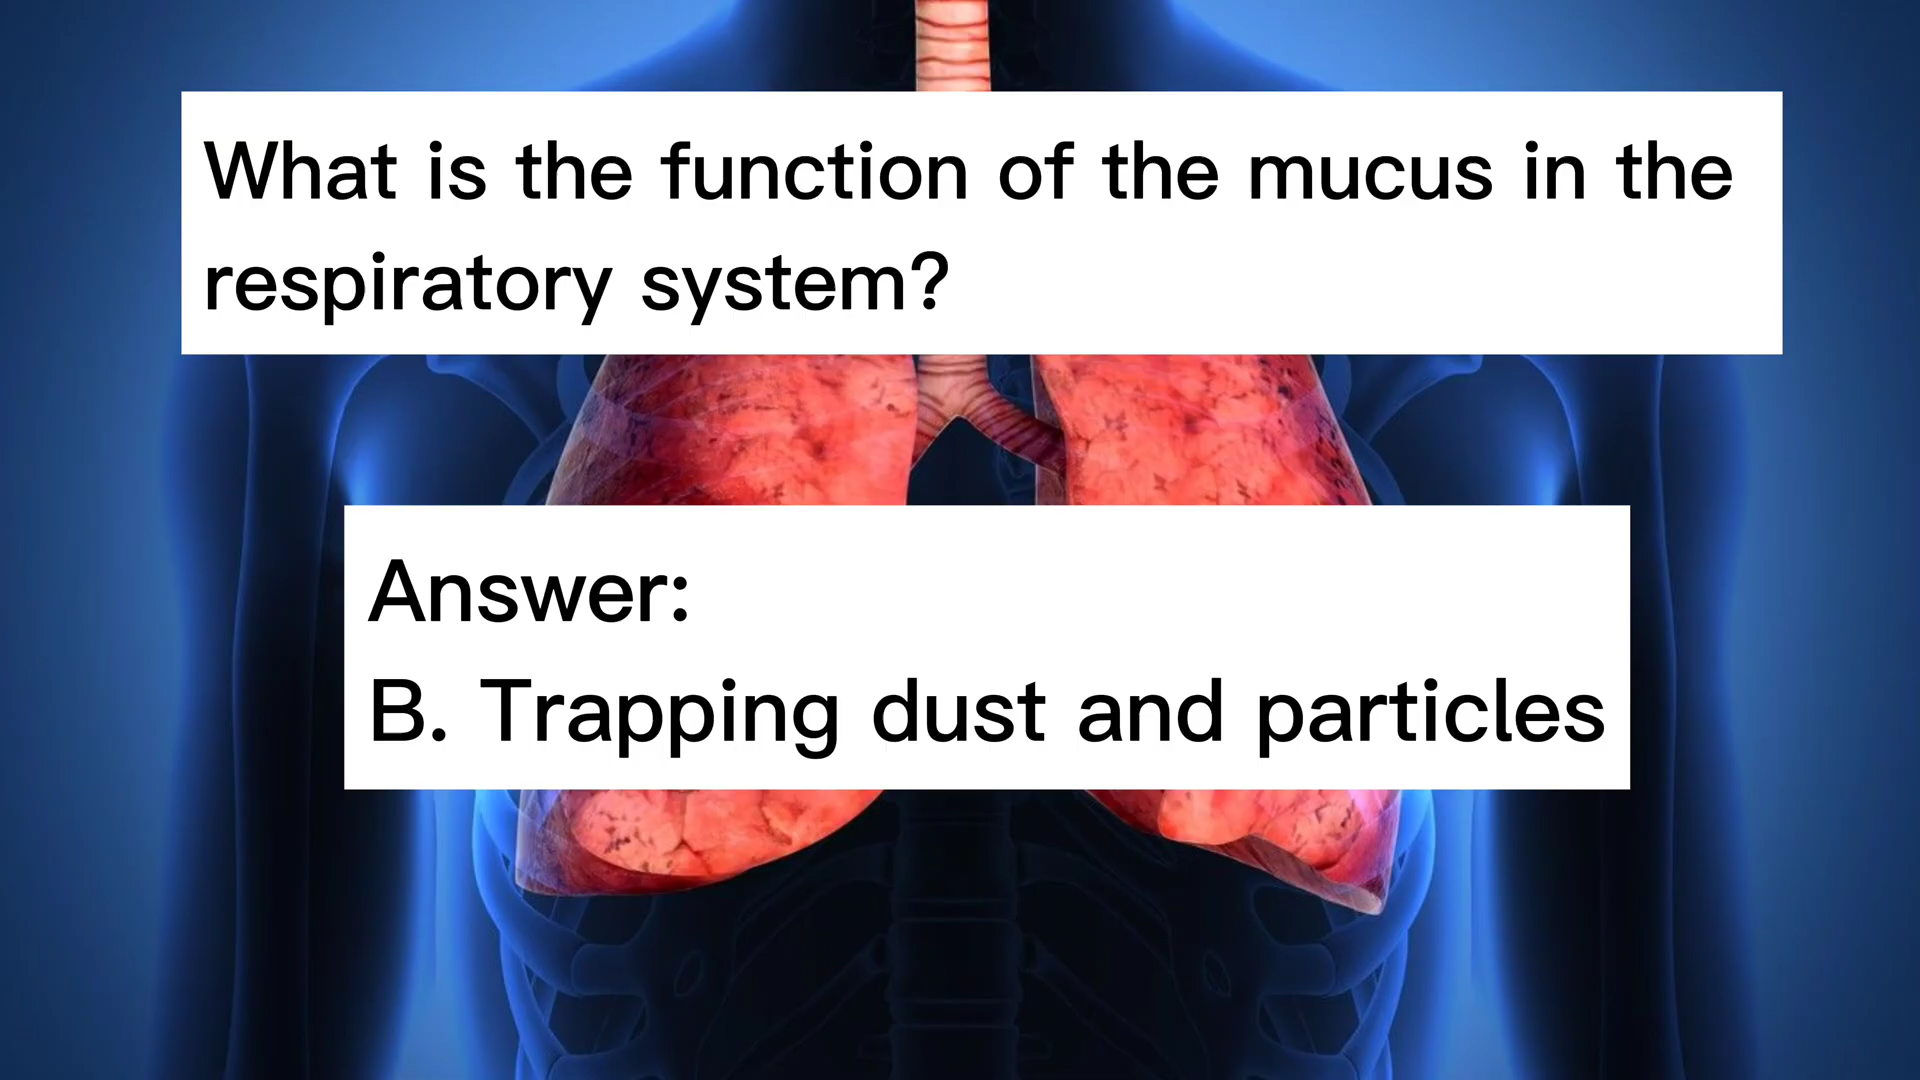 What is the function of the mucus in the
respiratory system?
Answer:
B. Trapping dust and particles